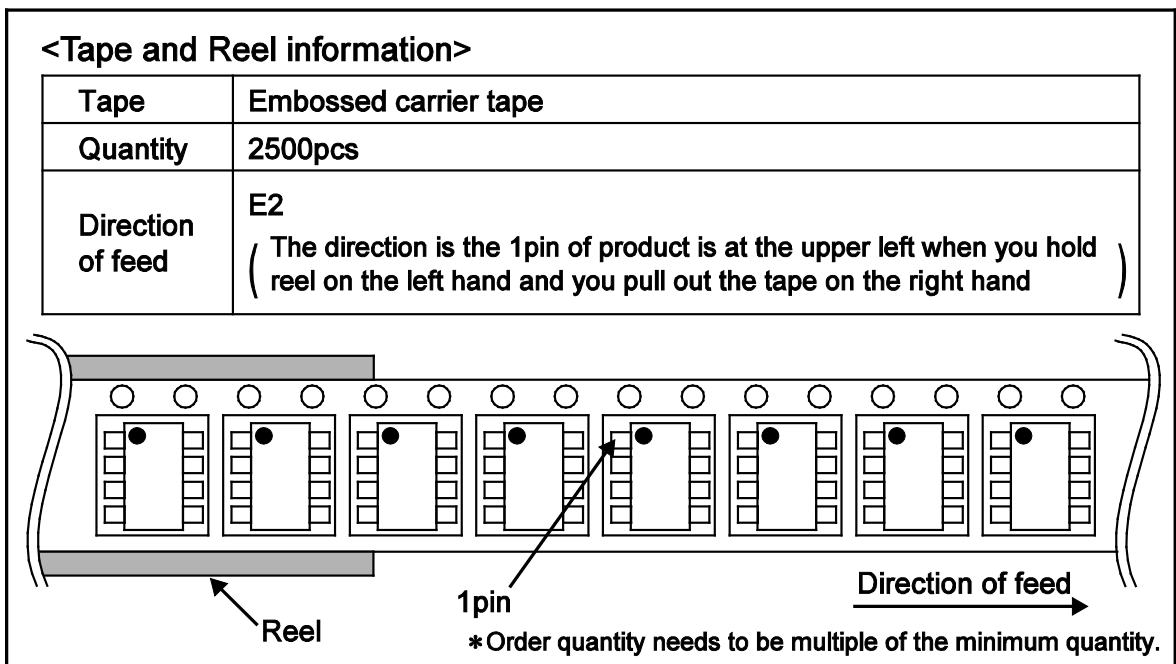 <Tape and Reel information>
Tape Embossed carrier tape
Quantity 2500pcs
Direction of feed
E2
( The direction is the 1pin of product is at the upper left when you hold
reel on the left hand and you pull out the tape on the right hand )
1pin
Direction of feed
Reel
*Order quantity needs to be multiple of the minimum quantity.